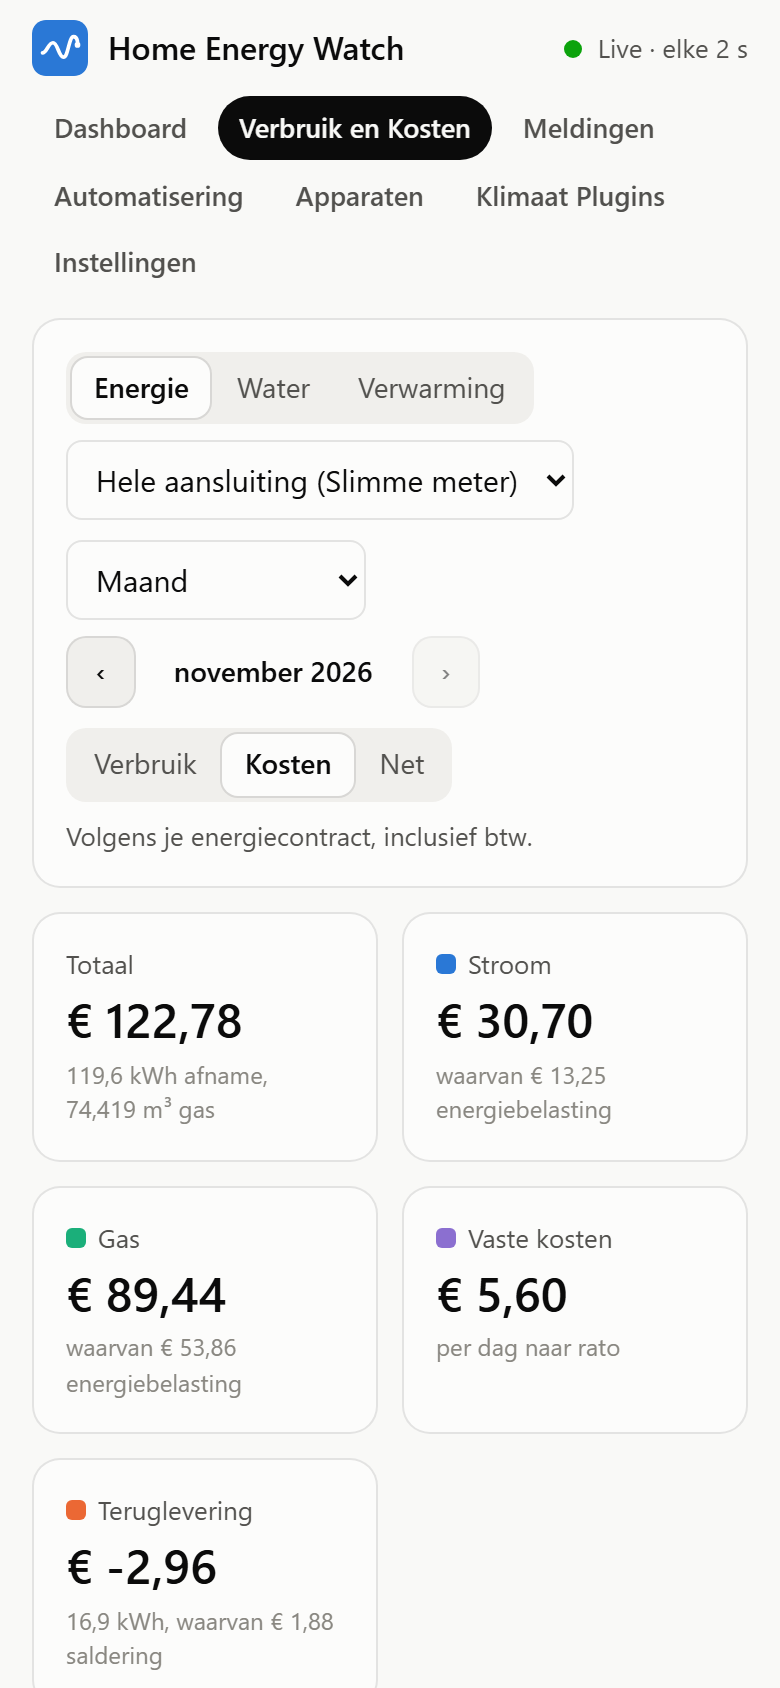 Home Energy Watch
Live · elke 2 s
Dashboard
Verbruik en Kosten
Meldingen
Automatisering
Apparaten
Klimaat Plugins
Instellingen
Energie
Water
Verwarming
Hele aansluiting (Slimme meter)
Maand
‹
november 2026
›
Verbruik
Kosten
Net
Volgens je energiecontract, inclusief btw.
Totaal
€ 122,78
119,6 kWh afname,
74,419 m³ gas
Stroom
€ 30,70
waarvan € 13,25
energiebelasting
Gas
€ 89,44
waarvan € 53,86
energiebelasting
Vaste kosten
€ 5,60
per dag naar rato
Teruglevering
€ -2,96
16,9 kWh, waarvan € 1,88
saldering